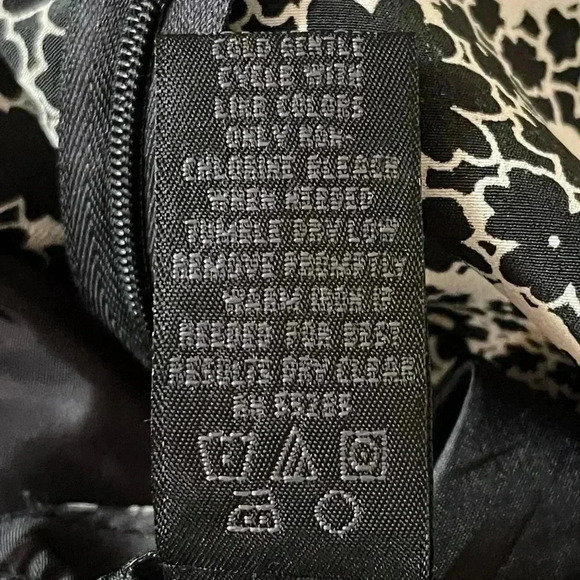 COLD GENTLE
CYCLE WITH
LIKE COLORS
ONLY NON-
CHLORINE BLEACH
WHEN NEEDED
TUMBLE DRY LOW
REMOVE PROMPTLY
WARM IRON IF
NEEDED FOR BEST
RESULTS DRY CLEAN
RN